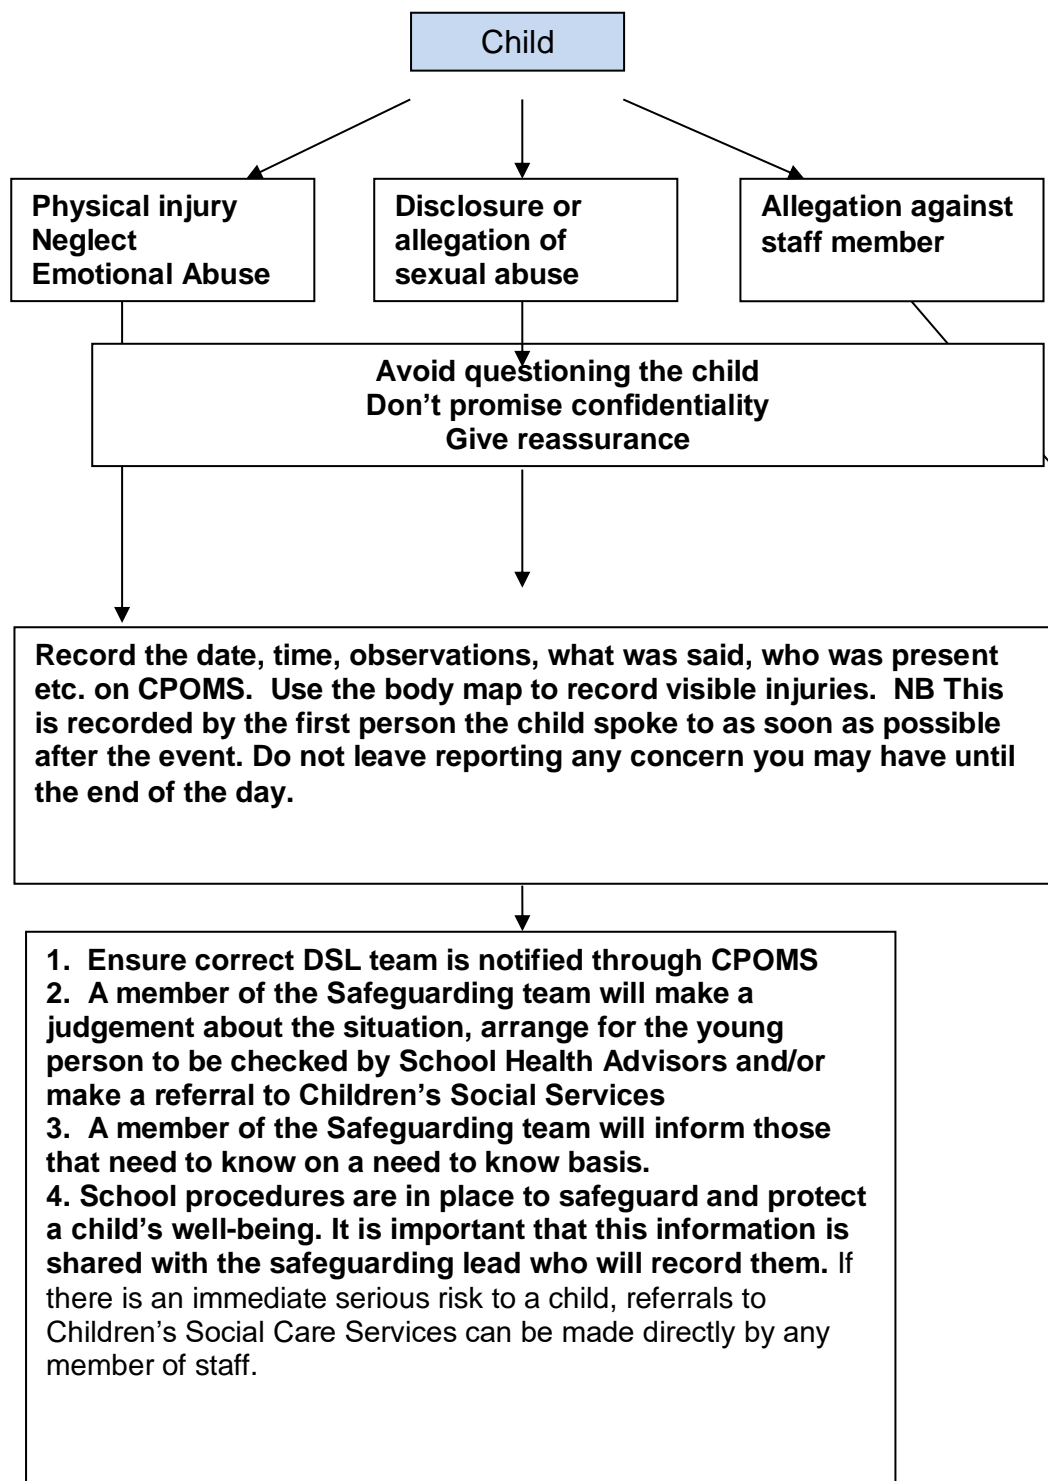 Child
Physical injury
Neglect
Emotional Abuse
Disclosure or
allegation of
sexual abuse
Allegation against
staff member
Avoid questioning the child
Don’t promise confidentiality
Give reassurance
Record the date, time, observations, what was said, who was present
etc. on CPOMS.  Use the body map to record visible injuries.  NB This
is recorded by the first person the child spoke to as soon as possible
after the event. Do not leave reporting any concern you may have until
the end of the day.
1.  Ensure correct DSL team is notified through CPOMS
2.  A member of the Safeguarding team will make a
judgement about the situation, arrange for the young
person to be checked by School Health Advisors and/or
make a referral to Children’s Social Services
3.  A member of the Safeguarding team will inform those
that need to know on a need to know basis.
4. School procedures are in place to safeguard and protect
a child’s well-being. It is important that this information is
shared with the safeguarding lead who will record them. If
there is an immediate serious risk to a child, referrals to
Children’s Social Care Services can be made directly by any
member of staff.